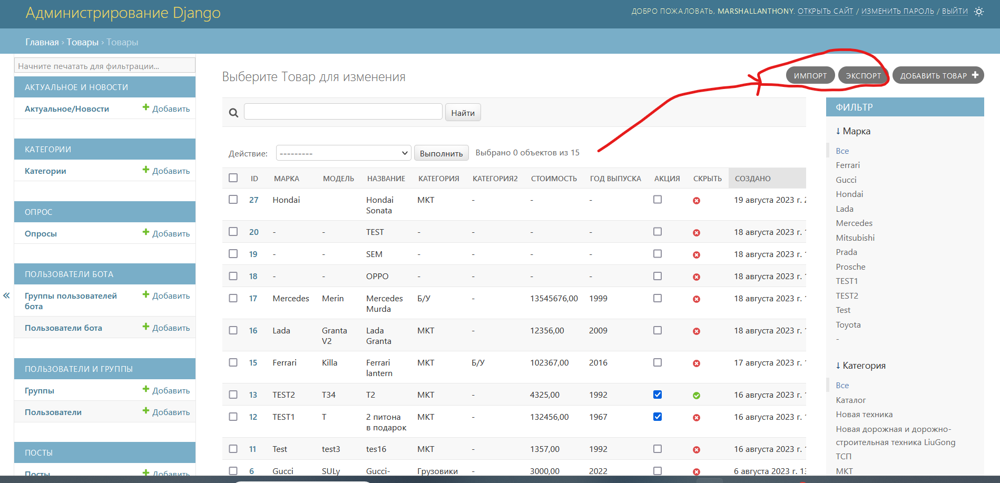 Администрирование Django
ДОБРО ПОЖАЛОВАТЬ, MARSHALLANTHONY. ОТКРЫТЬ САЙТ / ИЗМЕНИТЬ ПАРОЛЬ / ВЫЙТИ
Главная › Товары › Товары
Начните печатать для фильтрации...
АКТУАЛЬНОЕ И НОВОСТИ
Актуальное/Новости Добавить
КАТЕГОРИИ
Категории Добавить
ОПРОС
Опросы Добавить
ПОЛЬЗОВАТЕЛИ БОТА
Группы пользователей
бота Добавить
Пользователи бота Добавить
ПОЛЬЗОВАТЕЛИ И ГРУППЫ
Группы Добавить
Пользователи Добавить
ПОСТЫ
Посты Добавить
«
Выберите Товар для изменения
ИМПОРТ ЭКСПОРТ ДОБАВИТЬ ТОВАР +
Найти
Действие: --------- Выполнить Выбрано 0 объектов из 15
ID МАРКА МОДЕЛЬ НАЗВАНИЕ КАТЕГОРИЯ КАТЕГОРИЯ2 СТОИМОСТЬ ГОД ВЫПУСКА АКЦИЯ СКРЫТЬ СОЗДАНО
27 Hondai Hondai Sonata МКТ - - - 19 августа 2023 г. 2
20 - - TEST - - - - 18 августа 2023 г. 1
19 - - SEM - - - - 18 августа 2023 г. 1
18 - - OPPO - - - - 18 августа 2023 г. 1
17 Mercedes Merin Mercedes Murda Б/У - 13545676,00 1999 18 августа 2023 г. 1
16 Lada Granta V2 Lada Granta МКТ - 12356,00 2009 18 августа 2023 г. 1
15 Ferrari Killa Ferrari lantern МКТ Б/У 102367,00 2016 17 августа 2023 г. 1
13 TEST2 T34 T2 МКТ - 4325,00 1992 16 августа 2023 г. 1
12 TEST1 T 2 питона в подарок МКТ - 132456,00 1967 16 августа 2023 г. 1
11 Test test3 tes16 МКТ - 1357,00 1992 16 августа 2023 г. 1
6 Gucci SULy Gucci- Грузовики - 3000,00 2022 6 августа 2023 г. 13
ФИЛЬТР
↓ Марка
Все
Ferrari
Gucci
Hondai
Lada
Mercedes
Mitsubishi
Prada
Prosche
TEST1
TEST2
Test
Toyota
-
↓ Категория
Все
Каталог
Новая техника
Новая дорожная и дорожно-
строительная техника LiuGong
ТСП
МКТ